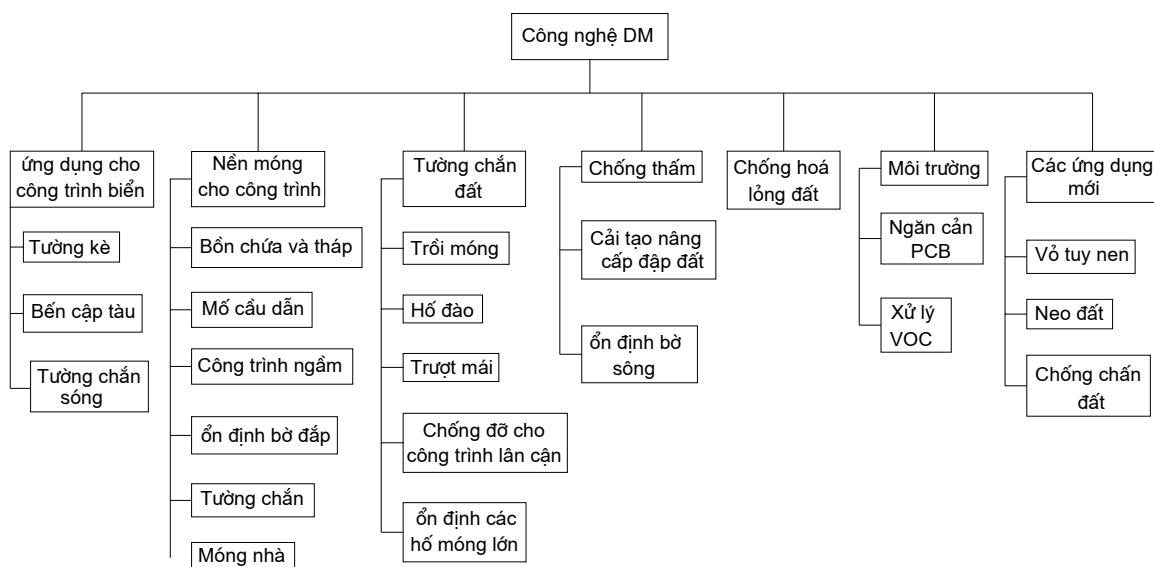 Công nghệ DM
ứng dụng cho
công trình biển
Tường kè
Bến cập tàu
Tường chắn
sóng
Nền móng
cho công trình
Bồn chứa và tháp
Mố cầu dẫn
Công trình ngầm
ổn định bờ đắp
Tường chắn
Móng nhà
Tường chắn
đất
Trồi móng
Hố đào
Trượt mái
Chống đỡ cho
công trình lân cận
ổn định các
hố móng lớn
Chống thấm
Cải tạo nâng
cấp đập đất
ổn định bờ
sông
Chống hoá
lỏng đất
Môi trường
Ngăn cản
PCB
Xử lý
VOC
Các ứng dụng
mới
Vỏ tuy nen
Neo đất
Chống chấn
đất